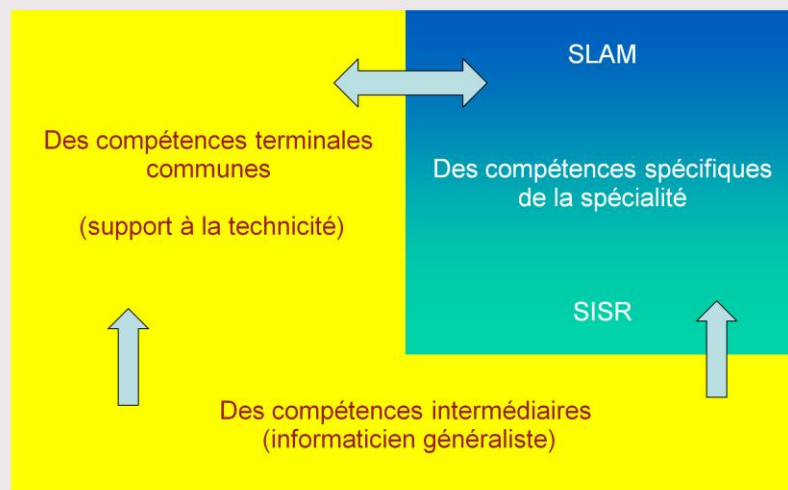 Des compétences terminales
communes
(support à la technicité)
SLAM
Des compétences spécifiques
de la spécialité
SISR
Des compétences intermédiaires
(informaticien généraliste)